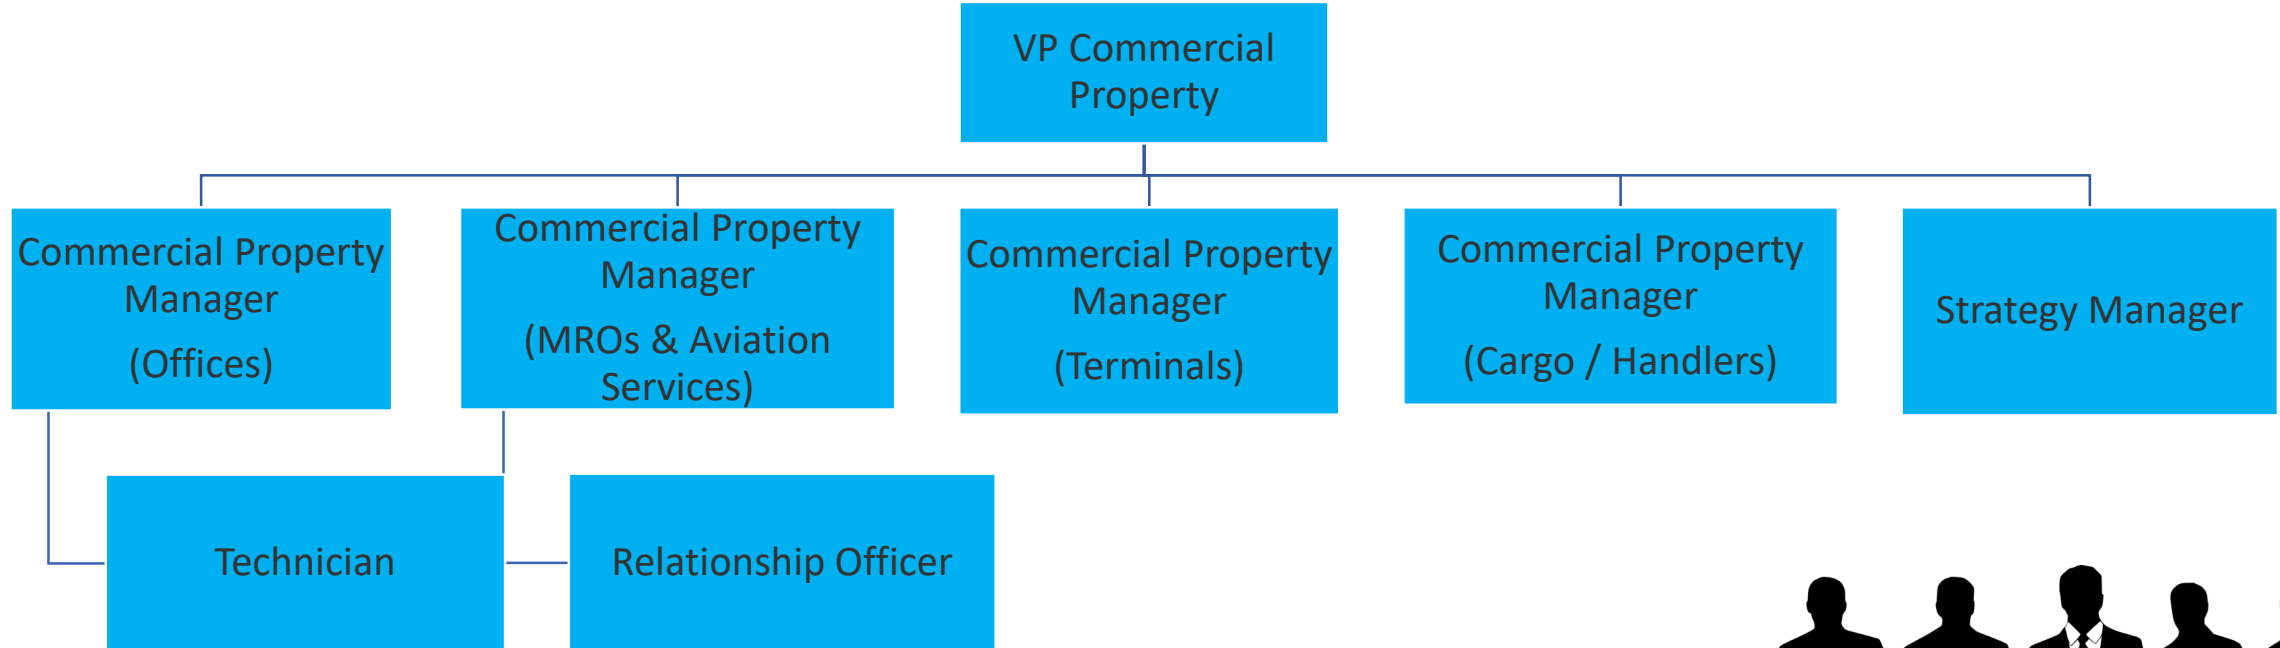 VP Commercial
Property
Commercial Property
Manager
(Offices)
Commercial Property
Manager
(MROs & Aviation
Services)
Commercial Property
Manager
(Terminals)
Commercial Property
Manager
(Cargo / Handlers)
Strategy Manager
Technician
Relationship Officer